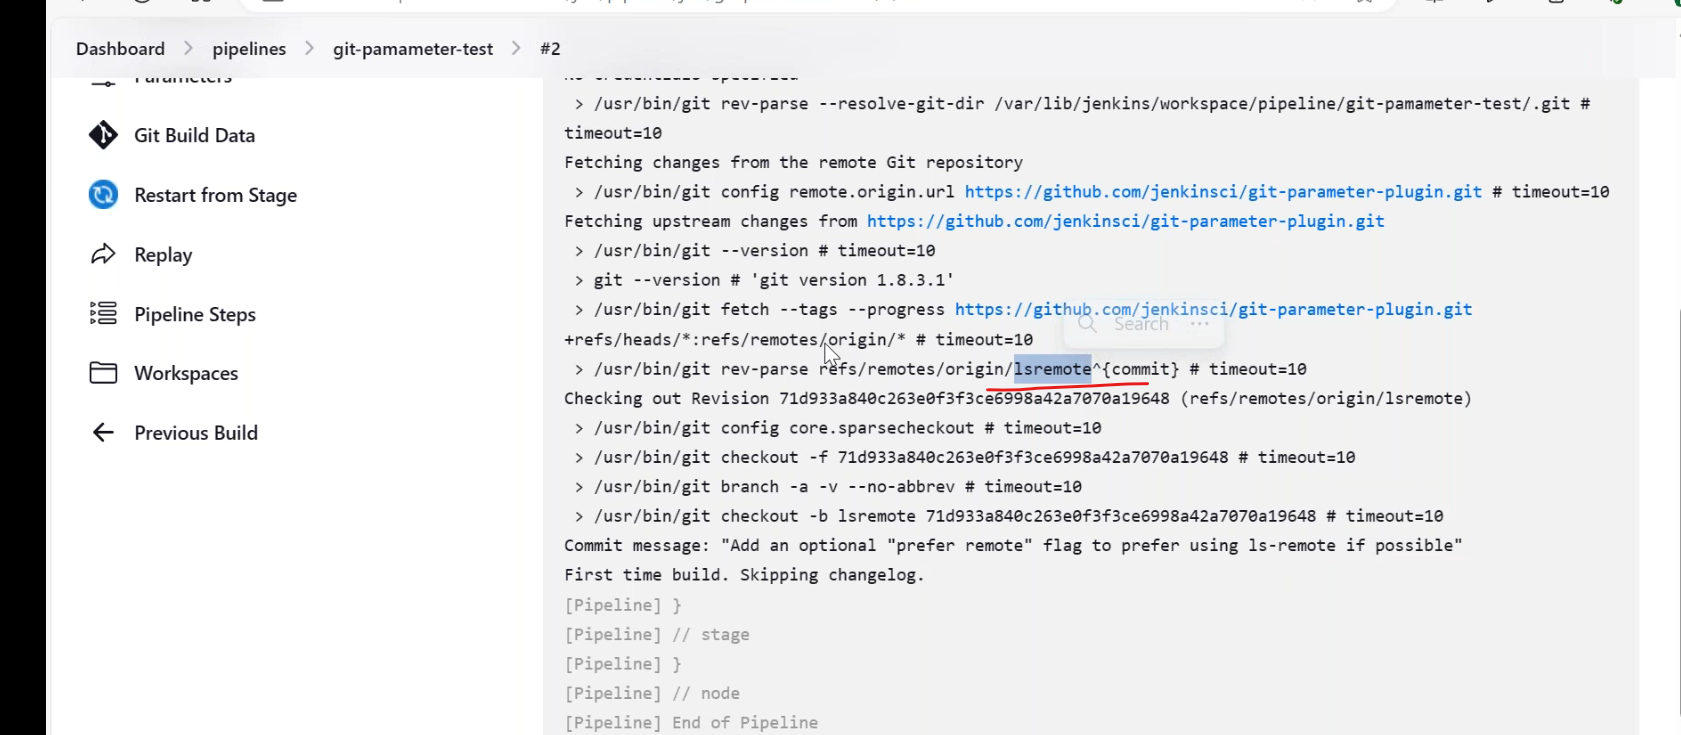 Dashboard > pipelines > git-pamameter-test > #2
Parameters
Git Build Data
Restart from Stage
Replay
Pipeline Steps
Workspaces
Previous Build
No credentials specified
> /usr/bin/git rev-parse --resolve-git-dir /var/lib/jenkins/workspace/pipeline/git-pamameter-test/.git #
timeout=10
Fetching changes from the remote Git repository
> /usr/bin/git config remote.origin.url https://github.com/jenkinsci/git-parameter-plugin.git # timeout=10
Fetching upstream changes from https://github.com/jenkinsci/git-parameter-plugin.git
> /usr/bin/git --version # timeout=10
> git --version # 'git version 1.8.3.1'
> /usr/bin/git fetch --tags --progress https://github.com/jenkinsci/git-parameter-plugin.git
Search ...
+refs/heads/*:refs/remotes/origin/* # timeout=10
> /usr/bin/git rev-parse refs/remotes/origin/lsremote^{commit} # timeout=10
Checking out Revision 71d933a840c263e0f3f3ce6998a42a7070a19648 (refs/remotes/origin/lsremote)
> /usr/bin/git config core.sparsecheckout # timeout=10
> /usr/bin/git checkout -f 71d933a840c263e0f3f3ce6998a42a7070a19648 # timeout=10
> /usr/bin/git branch -a -v --no-abbrev # timeout=10
> /usr/bin/git checkout -b lsremote 71d933a840c263e0f3f3ce6998a42a7070a19648 # timeout=10
Commit message: "Add an optional "prefer remote" flag to prefer using ls-remote if possible"
First time build. Skipping changelog.
[Pipeline] }
[Pipeline] // stage
[Pipeline] }
[Pipeline] // node
[Pipeline] End of Pipeline